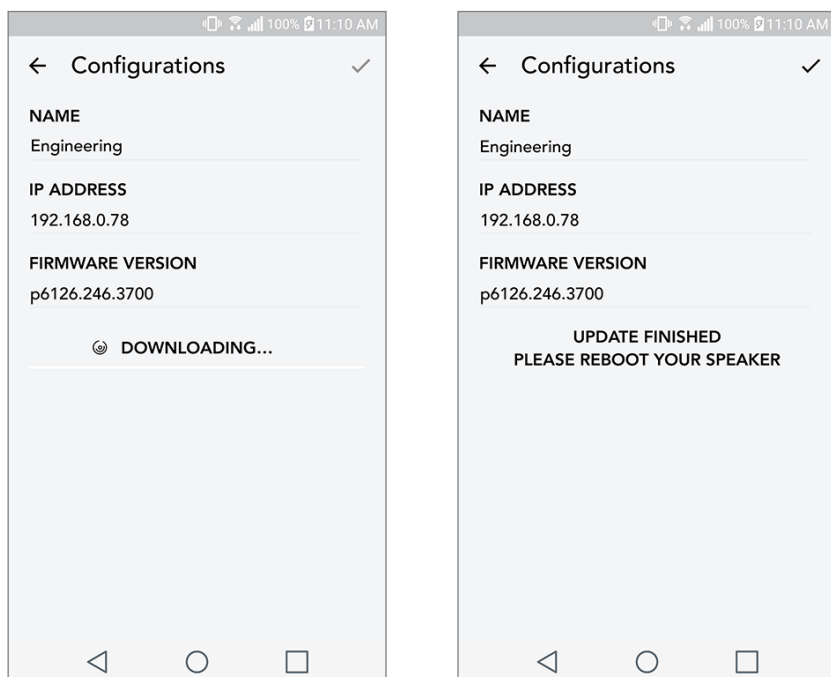 100% 11:10 AM
Configurations
NAME
Engineering
IP ADDRESS
192.168.0.78
FIRMWARE VERSION
p6126.246.3700
DOWNLOADING...
100% 11:10 AM
Configurations
NAME
Engineering
IP ADDRESS
192.168.0.78
FIRMWARE VERSION
p6126.246.3700
UPDATE FINISHED
PLEASE REBOOT YOUR SPEAKER